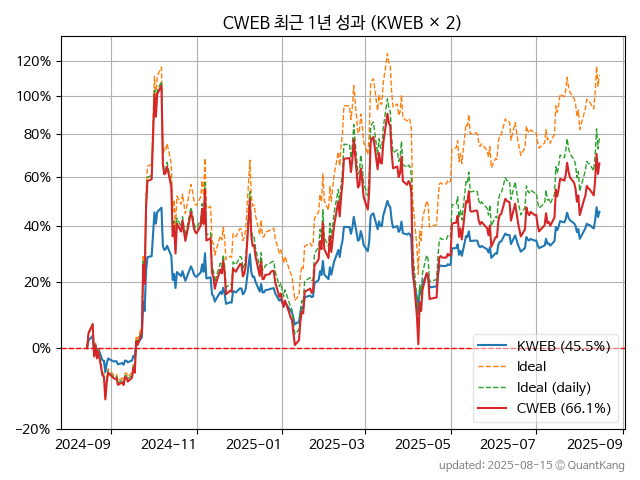 CWEB 최근 1년 성과 (KWEB × 2)
120%
100%
80%
60%
40%
20%
0%
−20%
KWEB (45.5%)
Ideal
Ideal (daily)
CWEB (66.1%)
2024−09 2024−11 2025−01 2025−03 2025−05 2025−07 2025−09
updated: 2025−08−15 © QuantKang